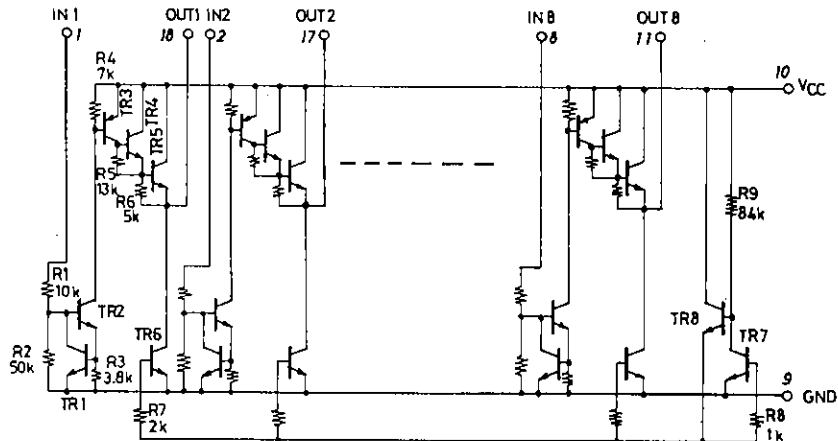 IN 1
OUT1
IN2
OUT 2
IN 8
OUT 8
1
18
2
17
8
11
R4
7k
TR3
TR4
TR5
10
VCC
R5
13k
R6
5k
R9
84k
R1
10k
TR2
TR6
TR8
TR7
R2
50k
R3
3.8k
TR1
9
GND
R7
2k
R8
1k